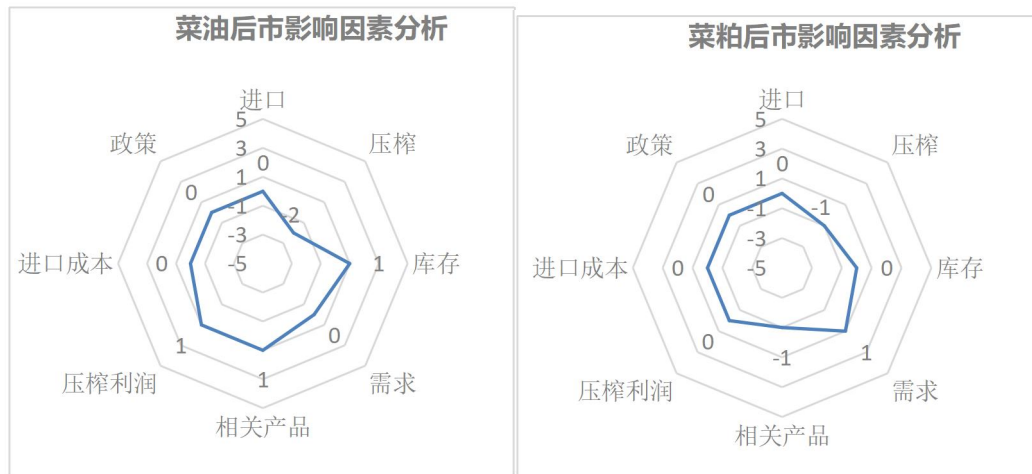 菜油后市影响因素分析
进口
5
政策
压榨
3
0
1
0
-1
-2
-3
进口成本
0
-5
1
库存
1
0
压榨利润
需求
1
相关产品
菜粕后市影响因素分析
进口
5
政策
压榨
3
0
1
0
-1
-1
-3
进口成本
0
-5
0
库存
0
1
-1
压榨利润
需求
相关产品